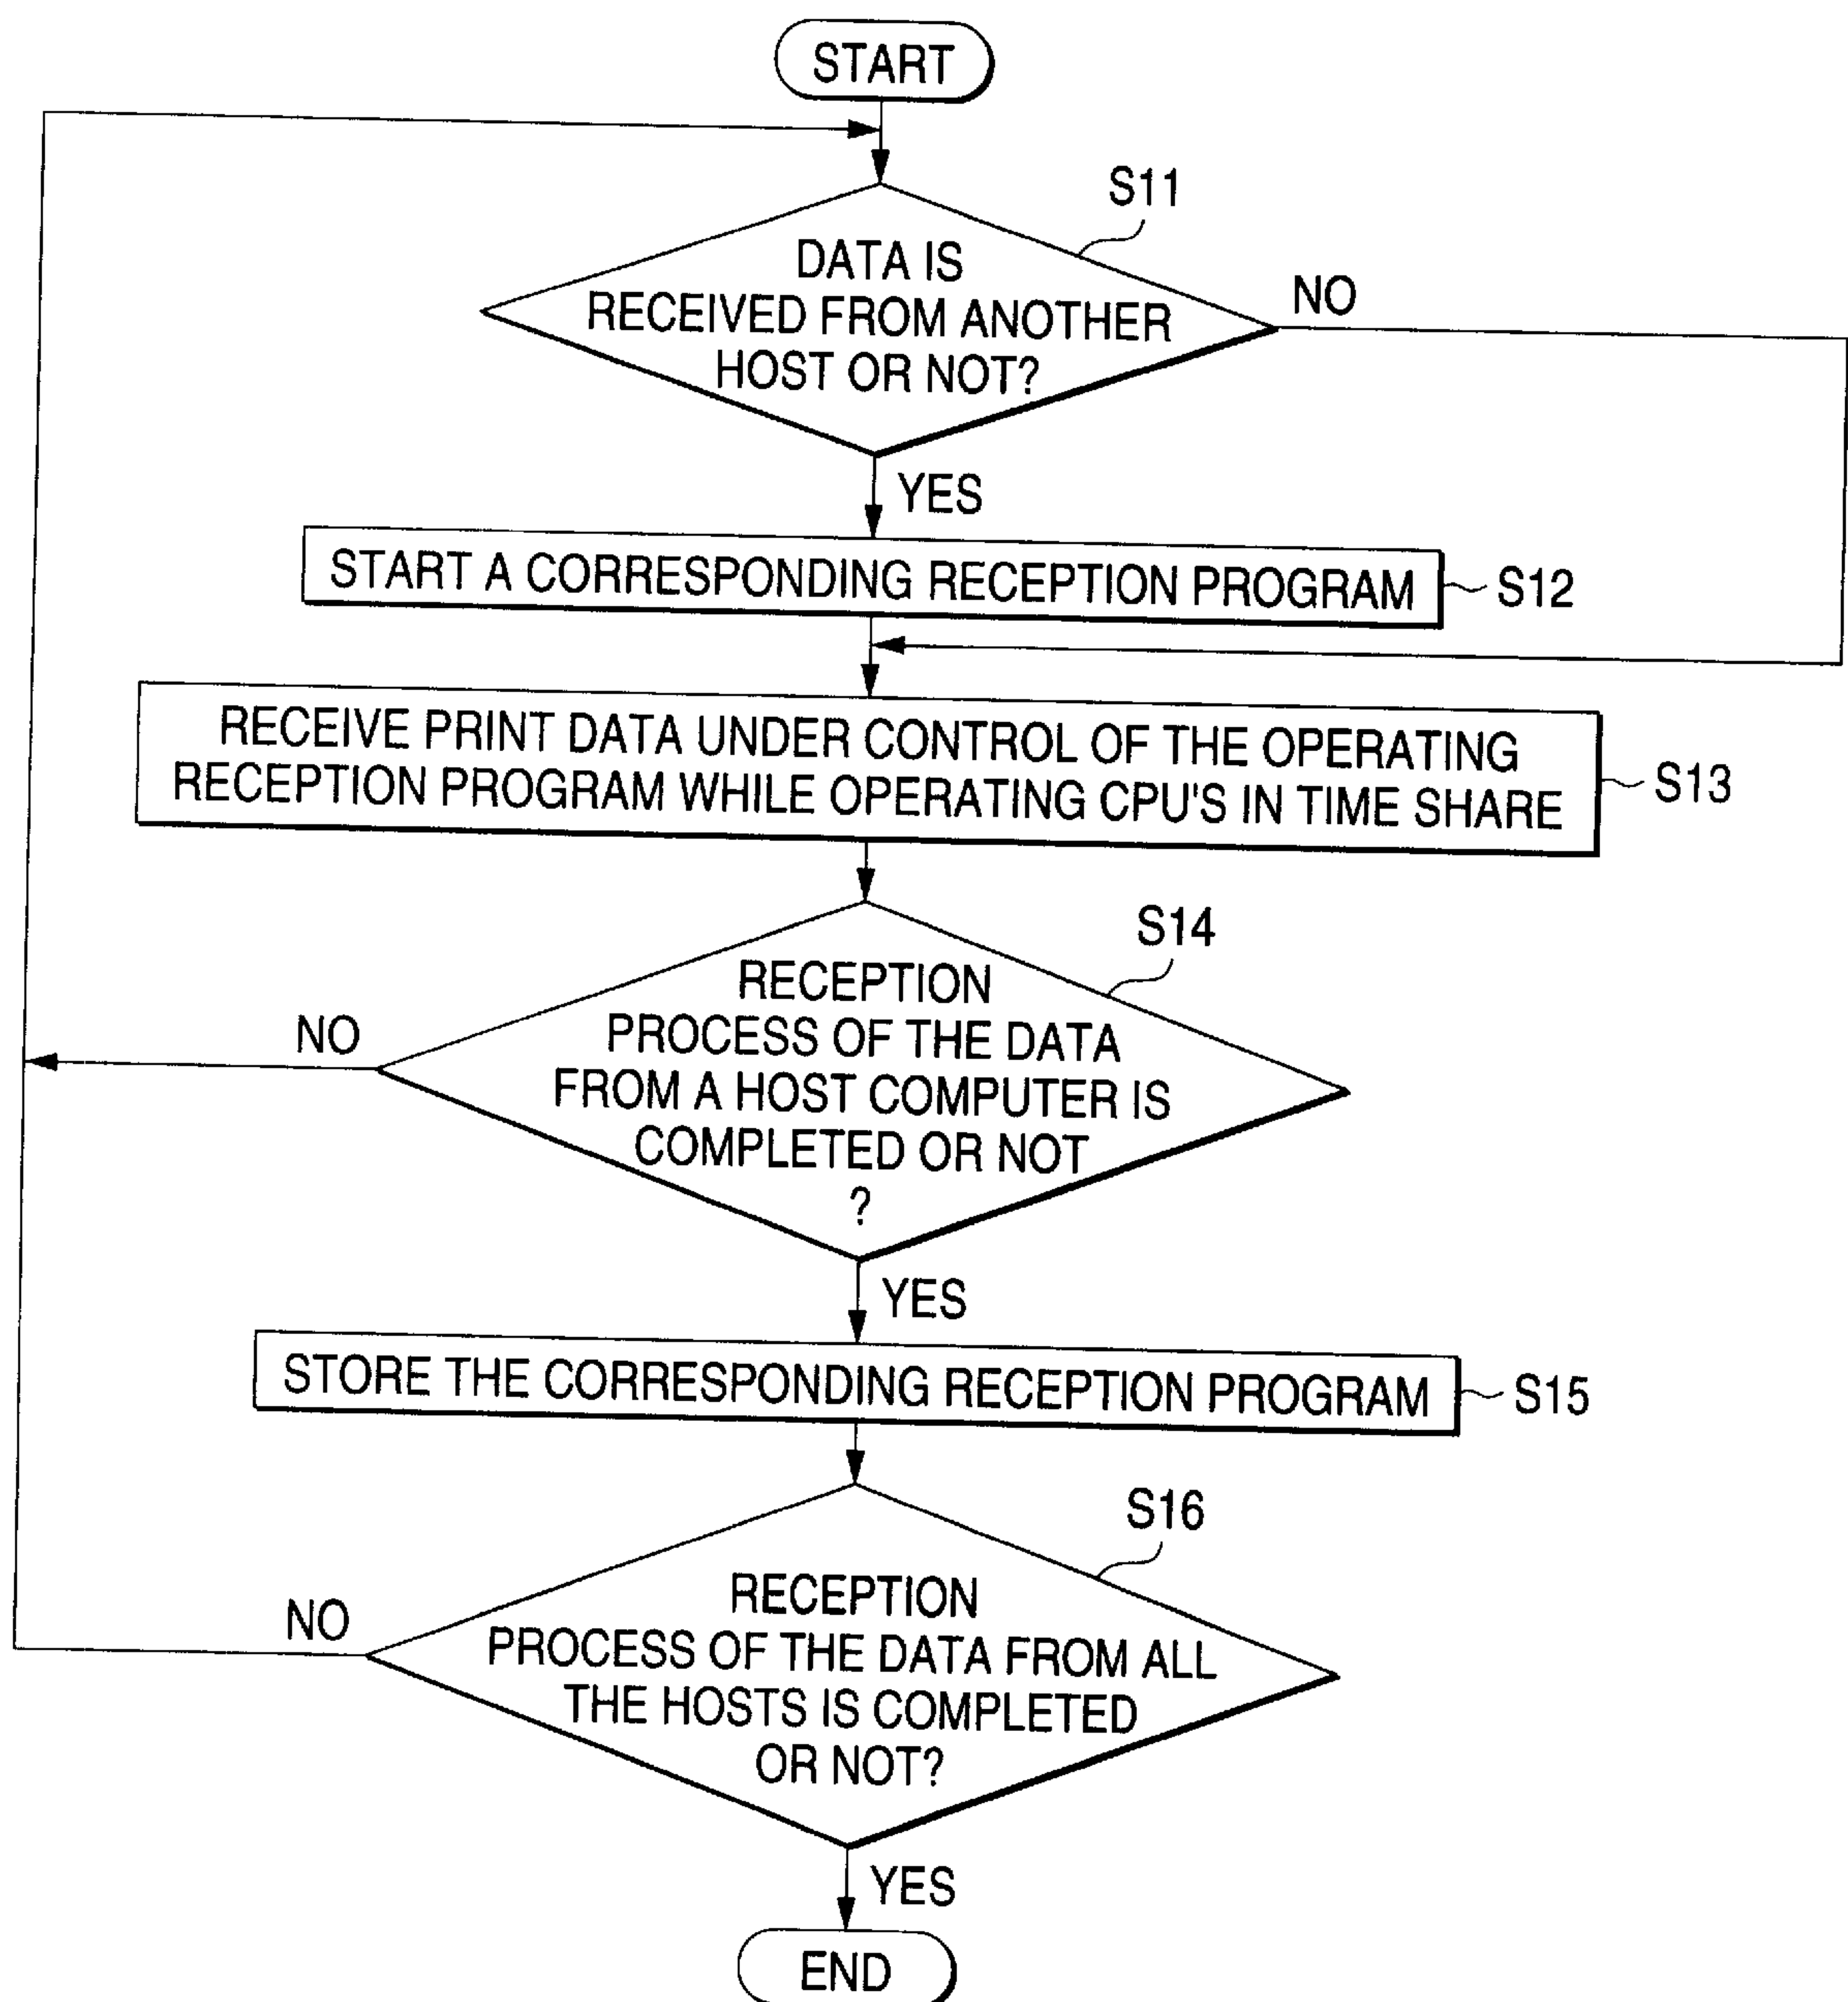 START
S11
DATA IS
RECEIVED FROM ANOTHER
HOST OR NOT?
NO
YES
START A CORRESPONDING RECEPTION PROGRAM
S12
RECEIVE PRINT DATA UNDER CONTROL OF THE OPERATING
RECEPTION PROGRAM WHILE OPERATING CPU'S IN TIME SHARE
S13
S14
RECEPTION
PROCESS OF THE DATA
FROM A HOST COMPUTER IS
COMPLETED OR NOT
?
NO
YES
STORE THE CORRESPONDING RECEPTION PROGRAM
S15
S16
RECEPTION
PROCESS OF THE DATA FROM ALL
THE HOSTS IS COMPLETED
OR NOT?
NO
YES
END